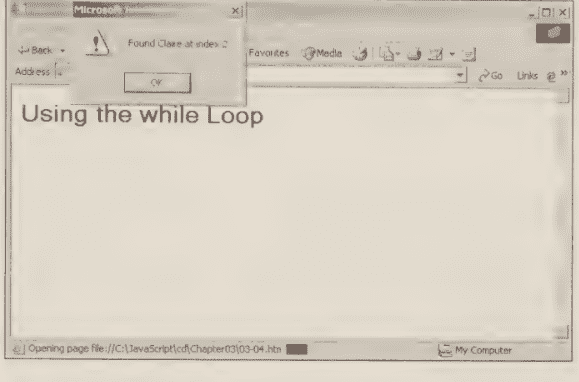 Microsoft
Found Claire at index 2
OK
Back
Favorites Media
Address
Go Links
Using the while Loop
Opening page file://C:\JavaScript\cd\Chapter03\03-04.htm
My Computer